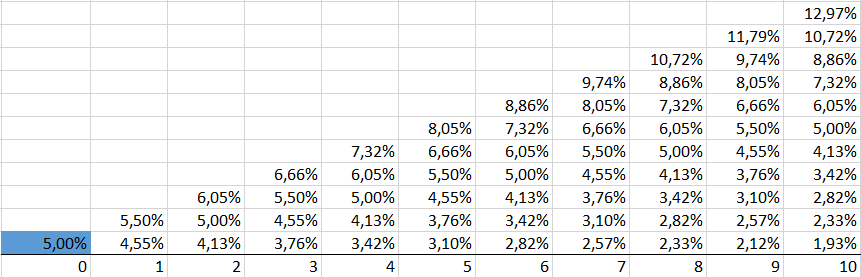 12,97%
11,79% 10,72%
10,72% 9,74% 8,86%
9,74% 8,86% 8,05% 7,32%
8,86% 8,05% 7,32% 6,66% 6,05%
8,05% 7,32% 6,66% 6,05% 5,50% 5,00%
7,32% 6,66% 6,05% 5,50% 5,00% 4,55% 4,13%
6,66% 6,05% 5,50% 5,00% 4,55% 4,13% 3,76% 3,42%
6,05% 5,50% 5,00% 4,55% 4,13% 3,76% 3,42% 3,10% 2,82%
5,50% 5,00% 4,55% 4,13% 3,76% 3,42% 3,10% 2,82% 2,57% 2,33%
5,00% 4,55% 4,13% 3,76% 3,42% 3,10% 2,82% 2,57% 2,33% 2,12% 1,93%
0 1 2 3 4 5 6 7 8 9 10